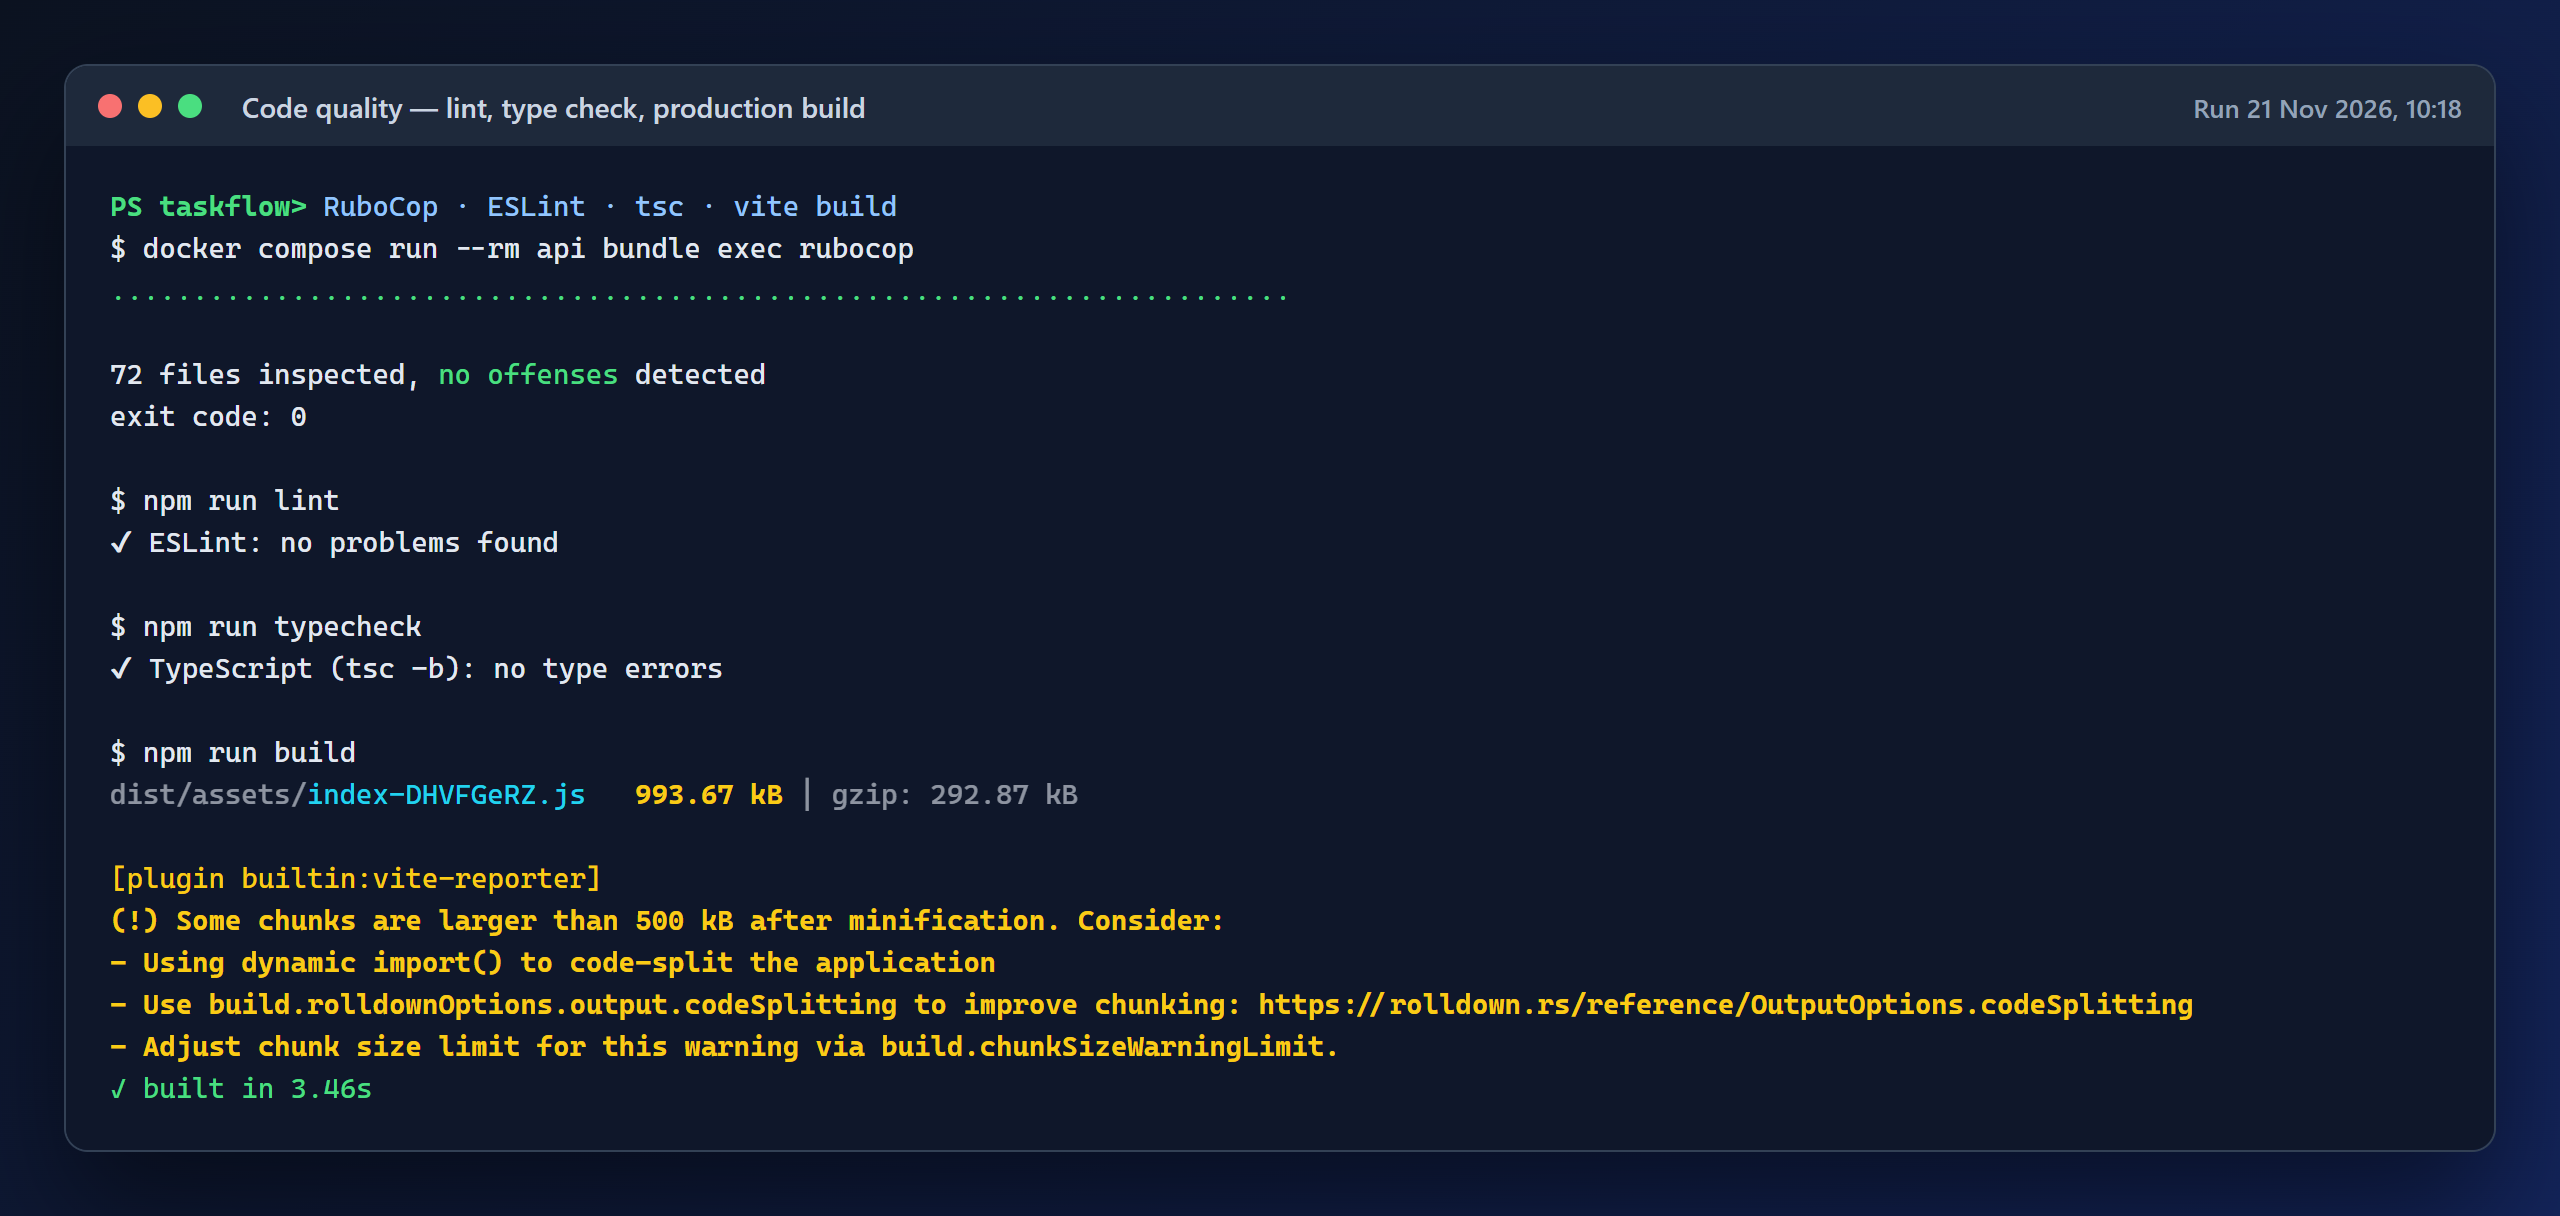 Code quality — lint, type check, production build
Run 21 Nov 2026, 10:18
PS taskflow> RuboCop · ESLint · tsc · vite build
$ docker compose run --rm api bundle exec rubocop
........................................................................
72 files inspected, no offenses detected
exit code: 0
$ npm run lint
✓ ESLint: no problems found
$ npm run typecheck
✓ TypeScript (tsc -b): no type errors
$ npm run build
dist/assets/index-DHVFGeRZ.js   993.67 kB │ gzip: 292.87 kB
[plugin builtin:vite-reporter]
(!) Some chunks are larger than 500 kB after minification. Consider:
- Using dynamic import() to code-split the application
- Use build.rolldownOptions.output.codeSplitting to improve chunking: https://rolldown.rs/reference/OutputOptions.codeSplitting
- Adjust chunk size limit for this warning via build.chunkSizeWarningLimit.
✓ built in 3.46s